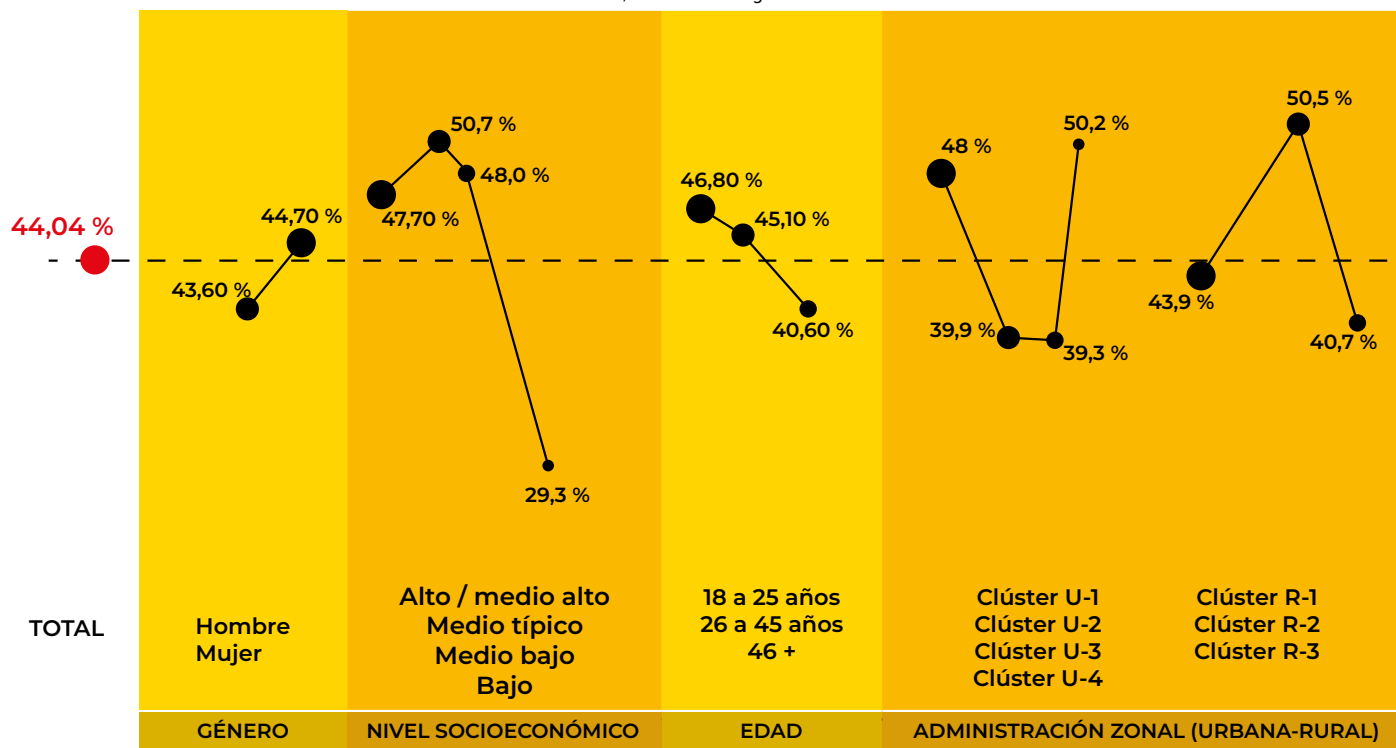 44,04 %
43,60 %
44,70 %
47,70 %
50,7 %
48,0 %
29,3 %
46,80 %
45,10 %
40,60 %
48 %
39,9 %
39,3 %
50,2 %
43,9 %
50,5 %
40,7 %
TOTAL
Hombre
Mujer
Alto / medio alto
Medio típico
Medio bajo
Bajo
18 a 25 años
26 a 45 años
46 +
Clúster U-1
Clúster U-2
Clúster U-3
Clúster U-4
Clúster R-1
Clúster R-2
Clúster R-3
GÉNERO
NIVEL SOCIOECONÓMICO
EDAD
ADMINISTRACIÓN ZONAL (URBANA-RURAL)